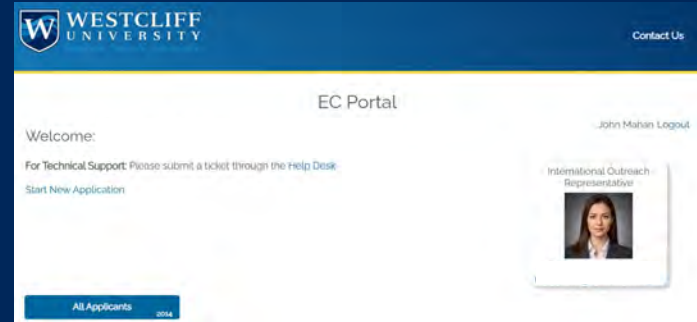 WESTCLIFF
UNIVERSITY
Contact Us
EC Portal
John Mahan Logout
Welcome:
For Technical Support: Please submit a ticket through the Help Desk
Start New Application
International Outreach
Representative
All Applicants
2014